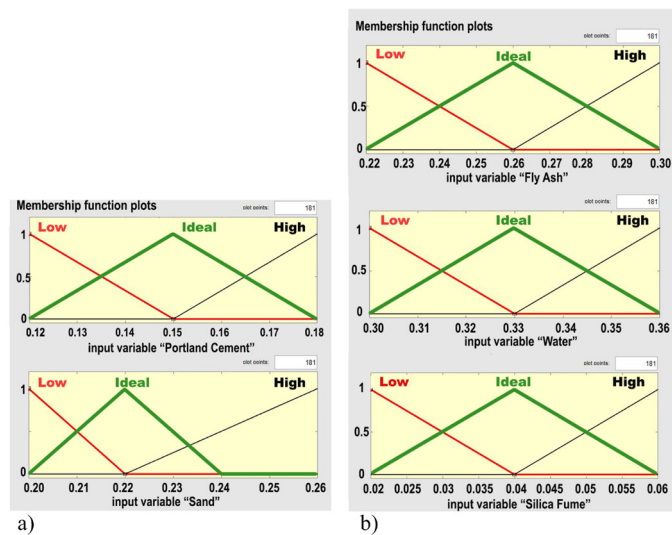 Membership function plots
plot points: 181
Low Ideal High
1
0.5
0
0.12 0.13 0.14 0.15 0.16 0.17 0.18
input variable “Portland Cement”
plot points: 181
Low Ideal High
1
0.5
0
0.20 0.21 0.22 0.23 0.24 0.25 0.26
input variable “Sand”
a)
Membership function plots
plot points: 181
Low Ideal High
1
0.5
0
0.22 0.23 0.24 0.26 0.27 0.28 0.29 0.30
input variable “Fly Ash”
plot points: 181
Low Ideal High
1
0.5
0
0.30 0.31 0.32 0.33 0.34 0.35 0.36
input variable “Water”
plot points: 181
Low Ideal High
1
0.5
0
0.02 0.025 0.03 0.035 0.04 0.045 0.05 0.055 0.06
input variable “Silica Fume”
b)